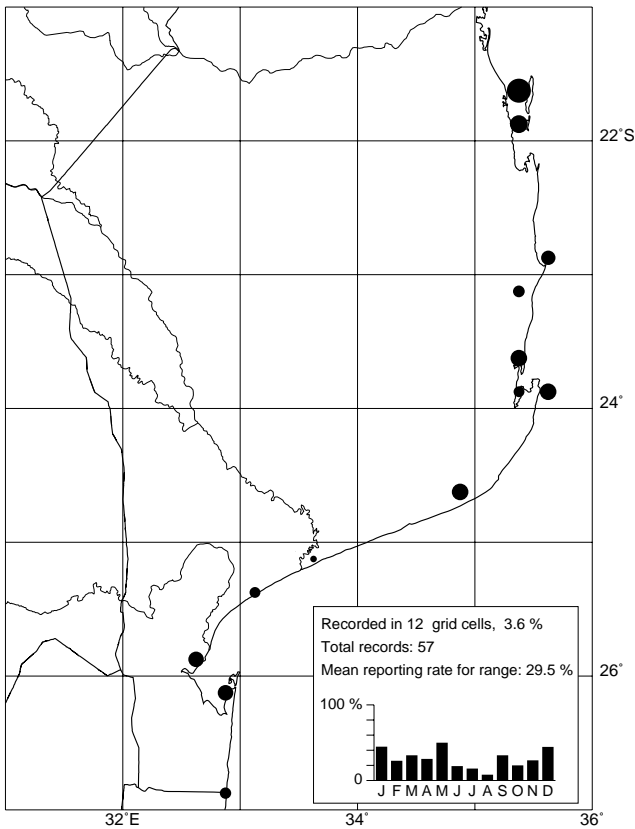 22˚S
24˚
Recorded in 12 grid cells, 3.6 %
Total records: 57
Mean reporting rate for range: 29.5 %
26˚
100 %
0
J F M A M J J A S O N D
32˚E
34˚
36˚